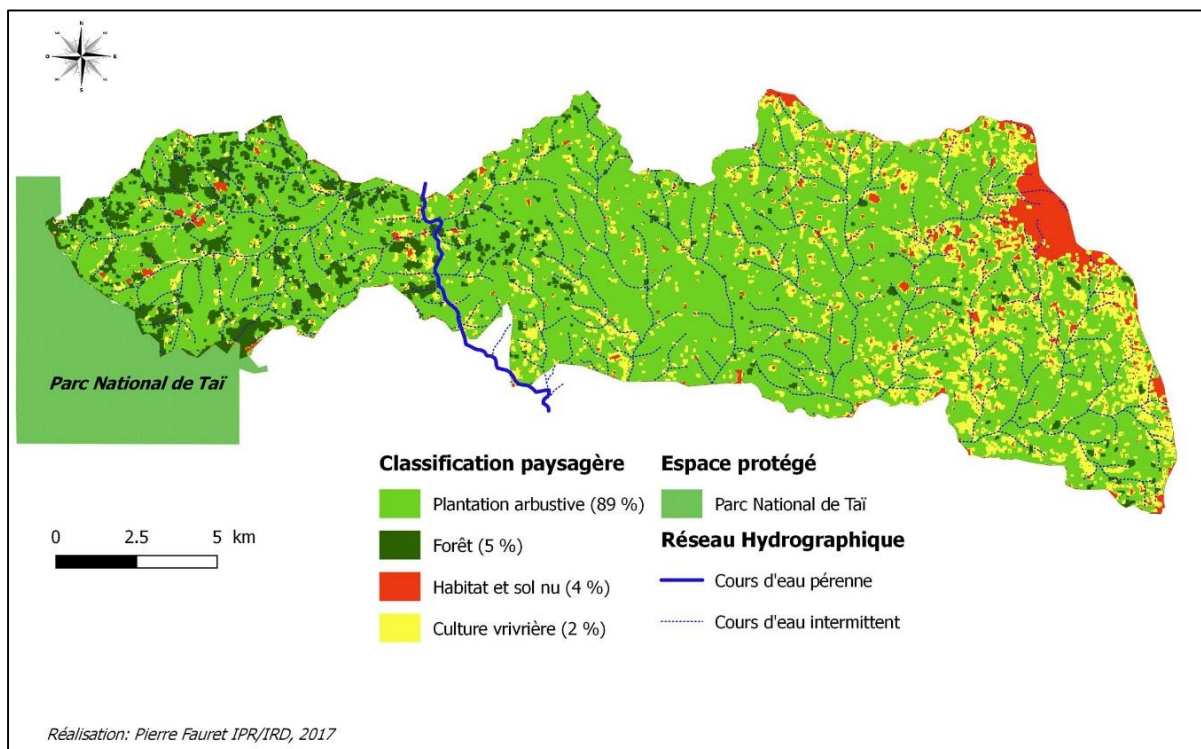 N
O
E
S
Parc National de Taï
Classification paysagère
Plantation arbustive (89 %)
Forêt (5 %)
Habitat et sol nu (4 %)
Culture vrivrière (2 %)
Espace protégé
Parc National de Taï
Réseau Hydrographique
Cours d'eau pérenne
Cours d'eau intermittent
0 2.5 5 km
Réalisation: Pierre Fauret IPR/IRD, 2017